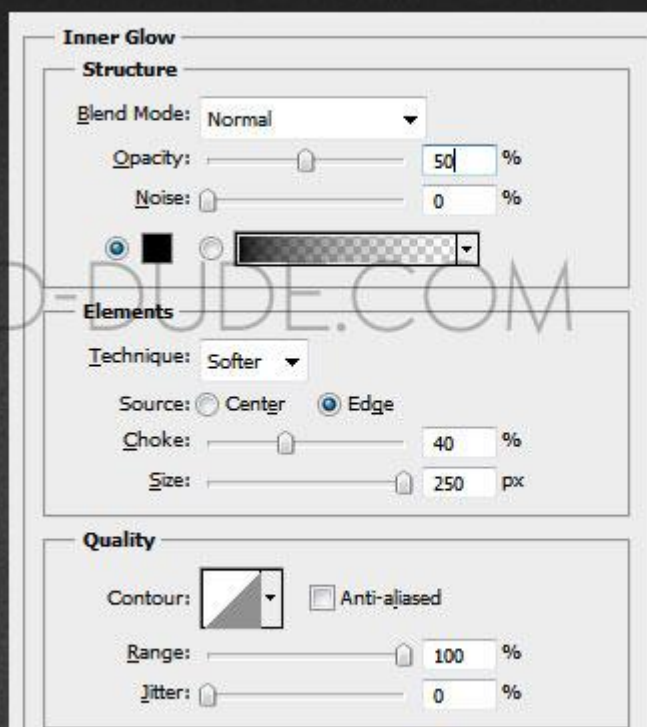 Inner Glow
Structure
Blend Mode: Normal
Opacity: 50 %
Noise: 0 %
D-DUDE.COM
Elements
Technique: Softer
Source: Center Edge
Choke: 40 %
Size: 250 px
Quality
Contour: Anti-aliased
Range: 100 %
Jitter: 0 %